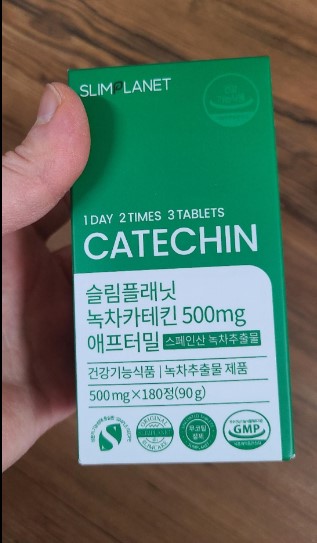 SLIMPLANET
1 DAY 2 TIMES 3 TABLETS
CATECHIN
슬림플래닛
녹차카테킨 500mg
애프터밀 스페인산 녹차추출물
건강기능식품 | 녹차추출물 제품
500mg×180정(90g)
ORIGINAL
SLIMPLANET
GMP